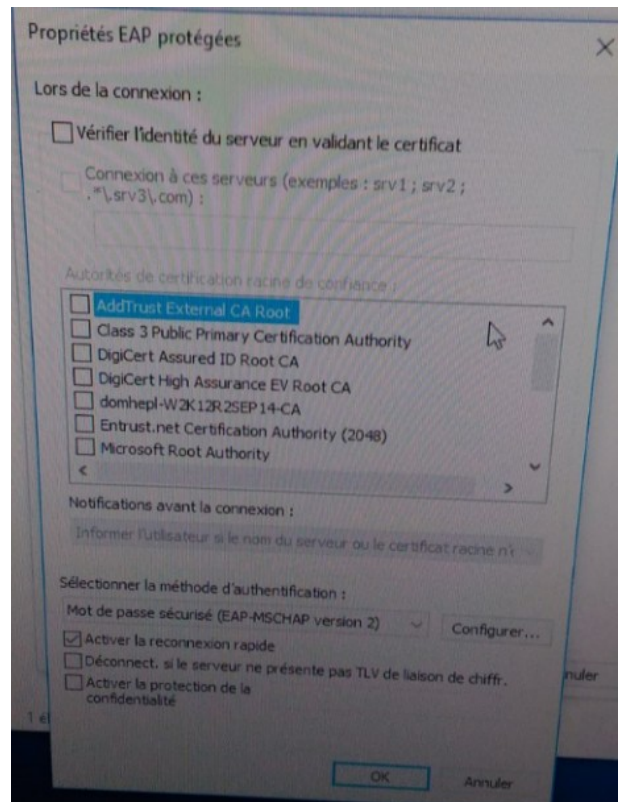 Propriétés EAP protégées
Lors de la connexion :
Vérifier l'identité du serveur en validant le certificat
Connexion à ces serveurs (exemples : srv1 ; srv2 ;
.*\.srv3\.com) :
Autorités de certification racine de confiance :
AddTrust External CA Root
Class 3 Public Primary Certification Authority
DigiCert Assured ID Root CA
DigiCert High Assurance EV Root CA
domhepl-W2K12R2SEP14-CA
Entrust.net Certification Authority (2048)
Microsoft Root Authority
Notifications avant la connexion :
Informer l'utilisateur si le nom du serveur ou le certificat racine n'e
Sélectionner la méthode d'authentification :
Mot de passe sécurisé (EAP-MSCHAP version 2)
Configurer...
Activer la reconnexion rapide
Déconnect. si le serveur ne présente pas TLV de liaison de chiffr.
Activer la protection de la
confidentialité
nuler
1 él
OK
Annuler